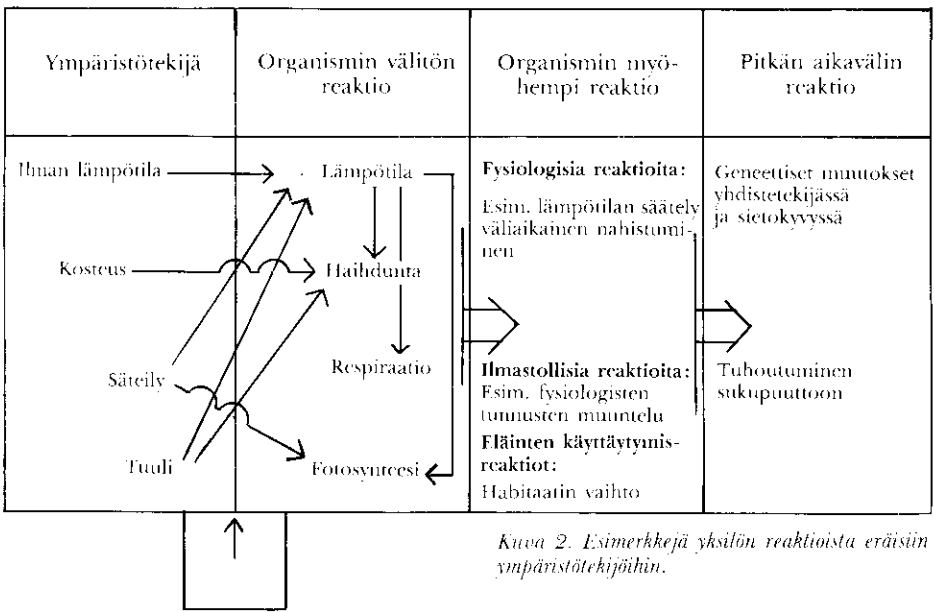 Ympäristötekijä
Organismin välitön
reaktio
Organismin myö-
hempi reaktio
Pitkän aikavälin
reaktio
Ilman lämpötila
Kosteus
Säteily
Tuuli
Lämpötila
Haihdunta
Respiraatio
Fotosynteesi
Fysiologisia reaktioita:
Esim. lämpötilan säätely
väliaikainen nahistumi-
nen
Ilmastollisia reaktioita:
Esim. fysiologisten
tunnusten muuntelu
Eläinten käyttäytymis-
reaktiot:
Habitaatin vaihto
Geneettiset muutokset
yhdistetekijässä
ja sietokyvyssä
Tuhoutuminen
sukupuuttoon
Kuva 2. Esimerkkejä yksilön reaktioista eräisiin
ympäristötekijöihin.